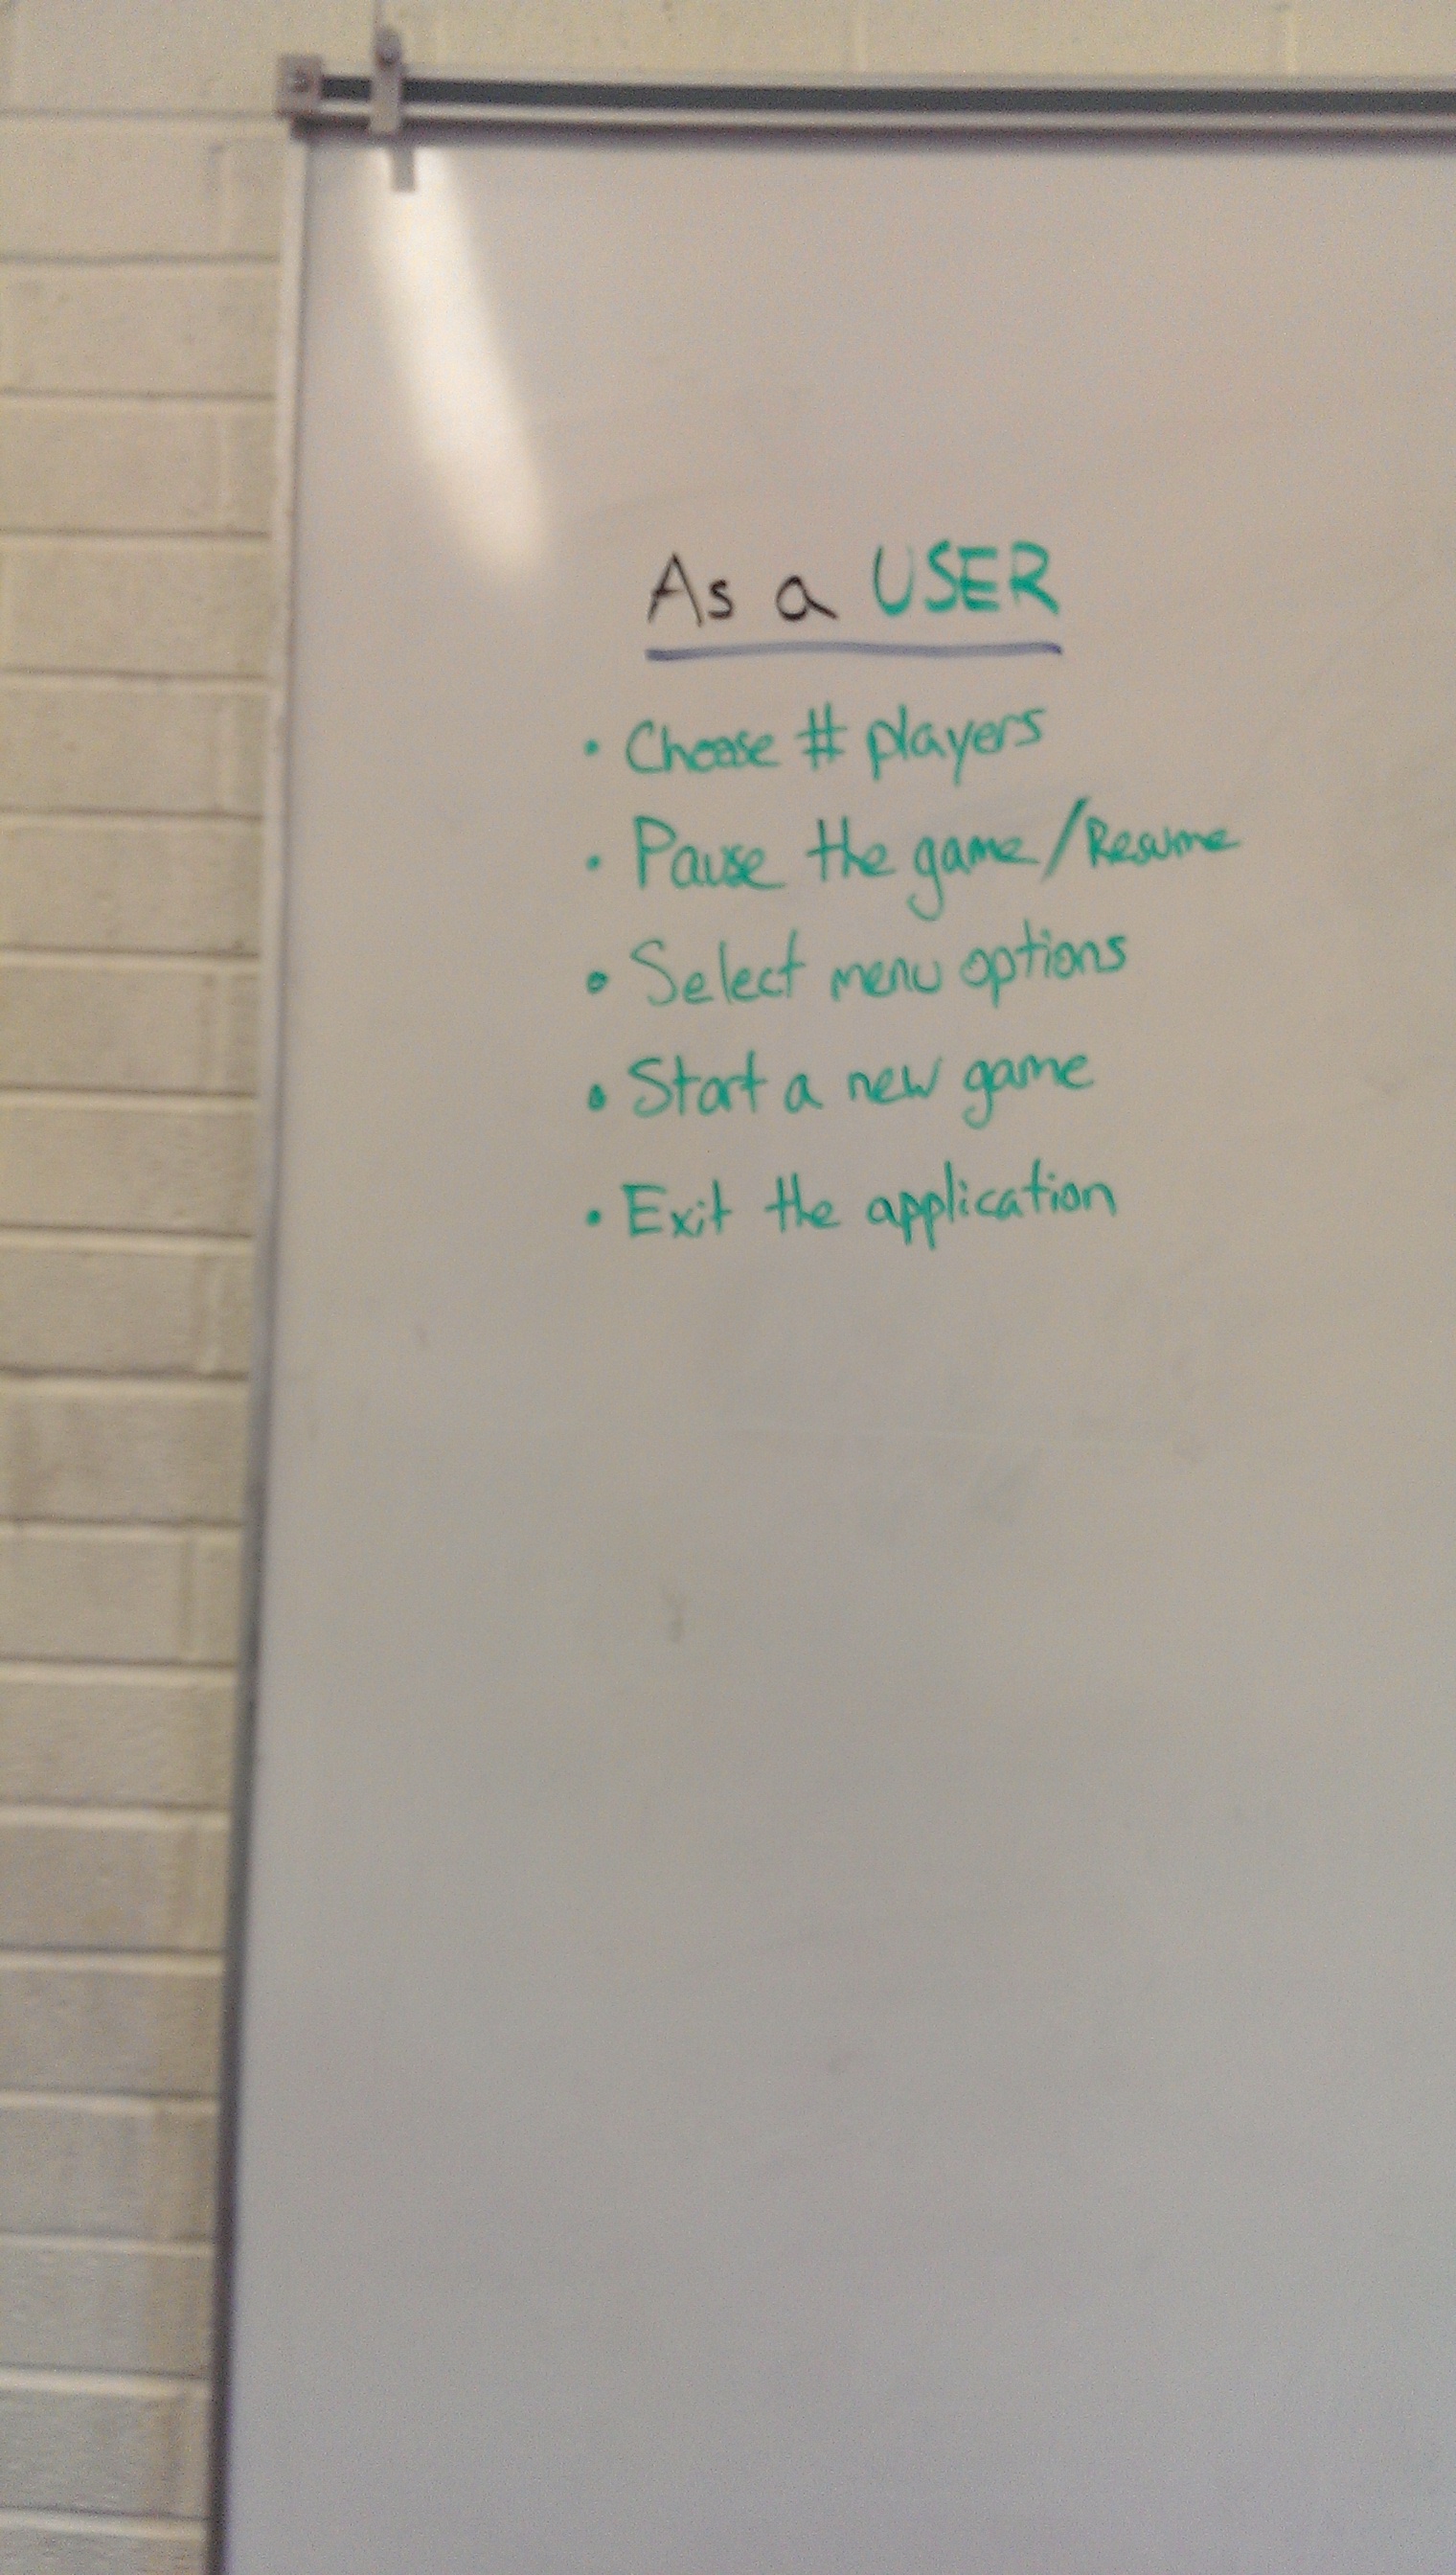 As a USER
• Choose # players
• Pause the game/Resume
• Select menu options
• Start a new game
• Exit the application